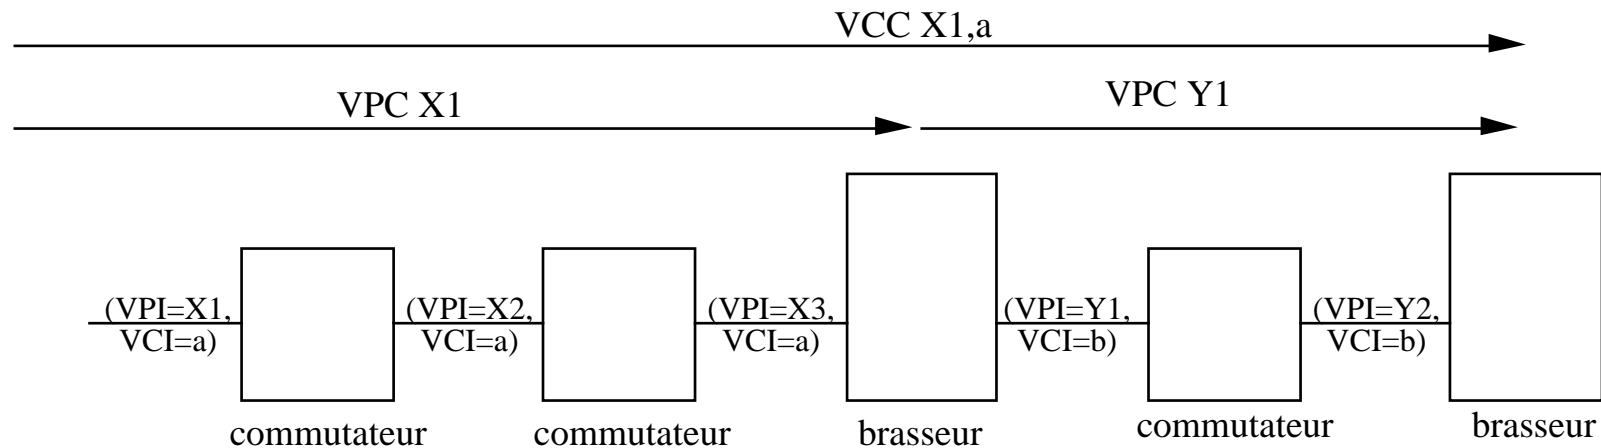 VCC X1,a
VPC X1
VPC Y1
(VPI=X1,
VCI=a)
(VPI=X2,
VCI=a)
(VPI=X3,
VCI=a)
(VPI=Y1,
VCI=b)
(VPI=Y2,
VCI=b)
commutateur
commutateur
brasseur
commutateur
brasseur